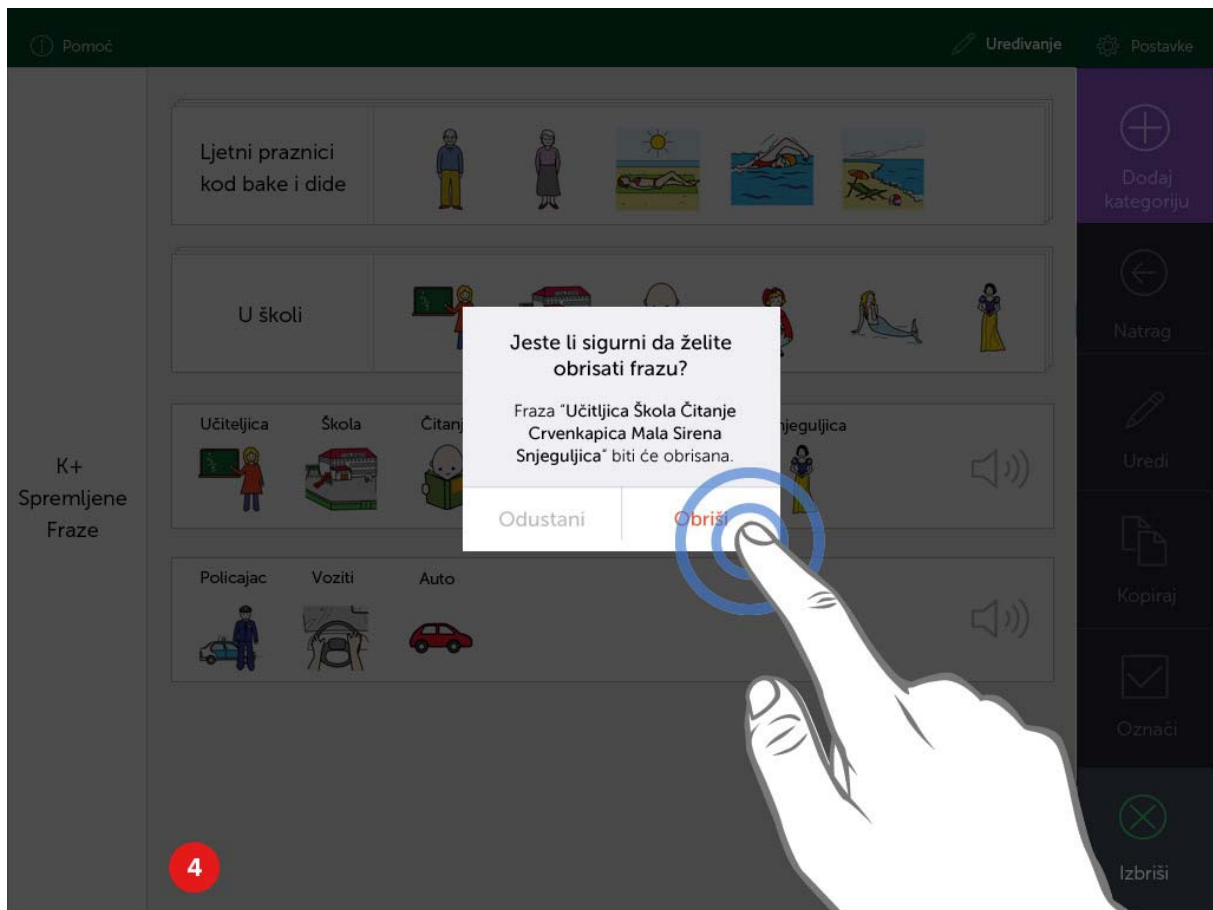 Pomoć
Uređivanje
Postavke
Ljetni praznici
kod bake i dide
Dodaj
kategoriju
U školi
Natrag
Jeste li sigurni da želite
obrisati frazu?
Fraza "Učitljica Škola Čitanje
Crvenkapica Mala Sirena
Snjeguljica" biti će obrisana.
Odustani
Obriši
Učiteljica Škola Čitanj jeguljica
K+
Spremljene
Fraze
Uredi
Policajac Voziti Auto
Kopiraj
Označi
4
Izbriši